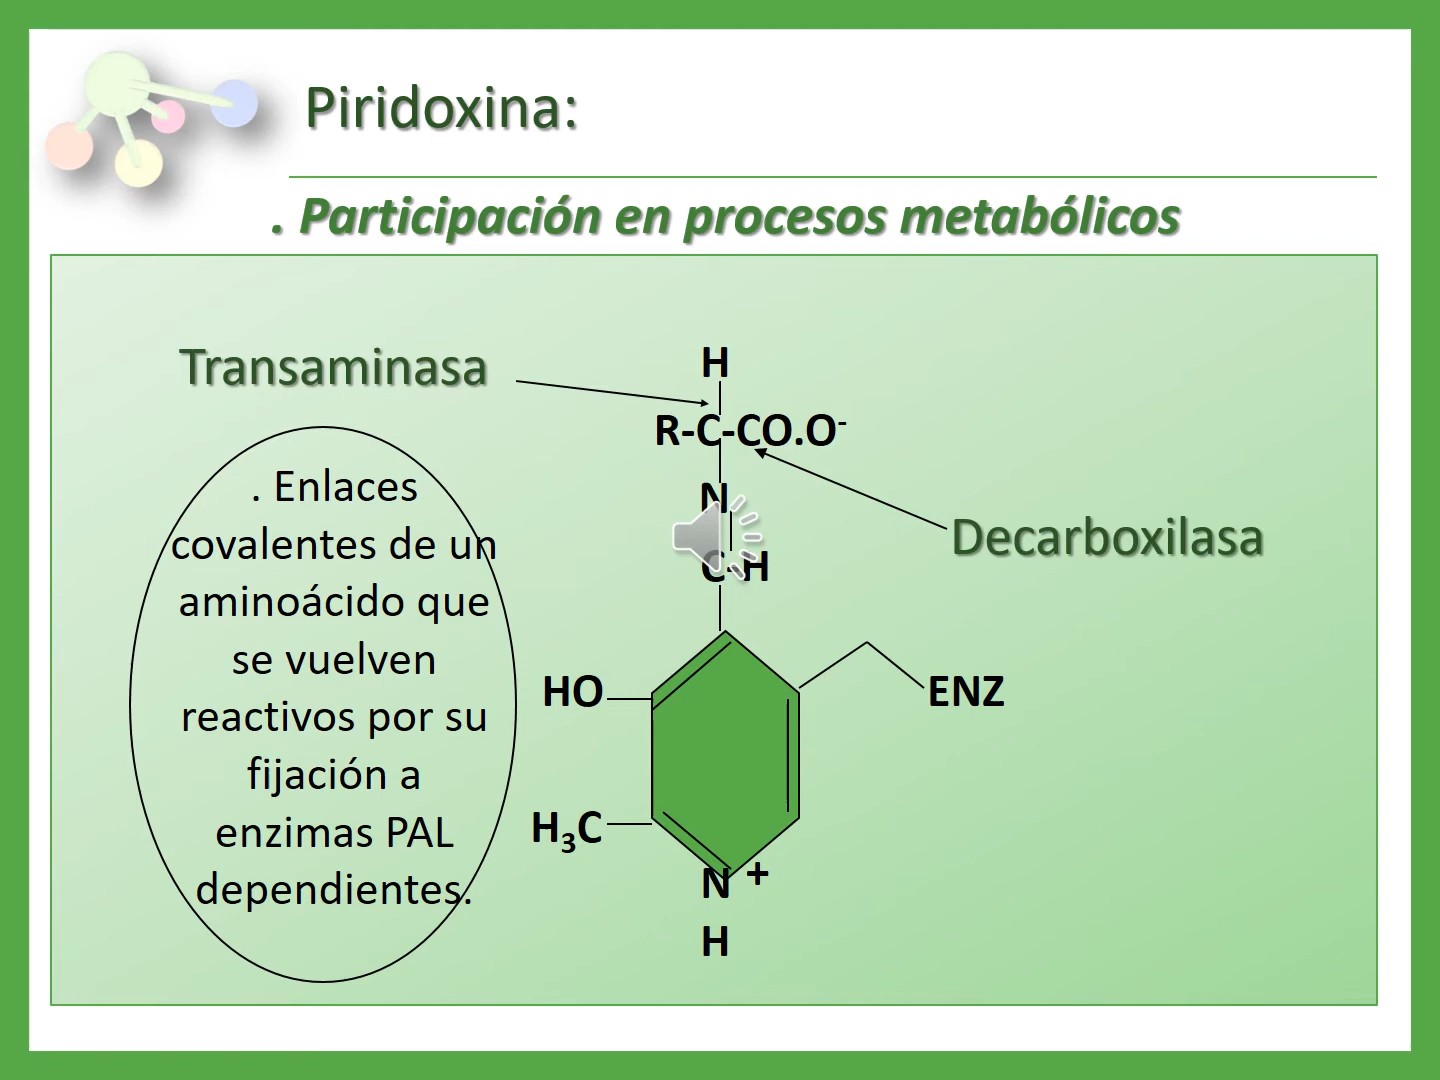 Piridoxina:
. Participación en procesos metabólicos
Transaminasa
H
R-C-CO.O-
N
C-H
Decarboxilasa
. Enlaces
covalentes de un
aminoácido que
se vuelven
reactivos por su
fijación a
enzimas PAL
dependientes.
HO
ENZ
H3C
N +
H